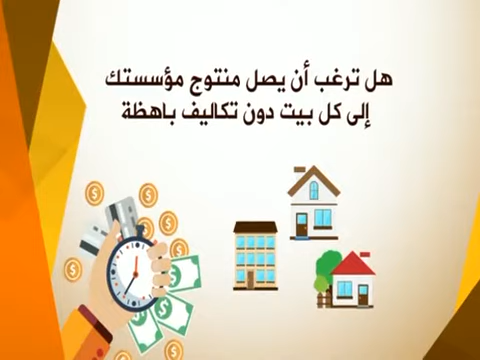 هل ترغب أن يصل منتوج مؤسستك
إلى كل بيت دون تكاليف باهظة